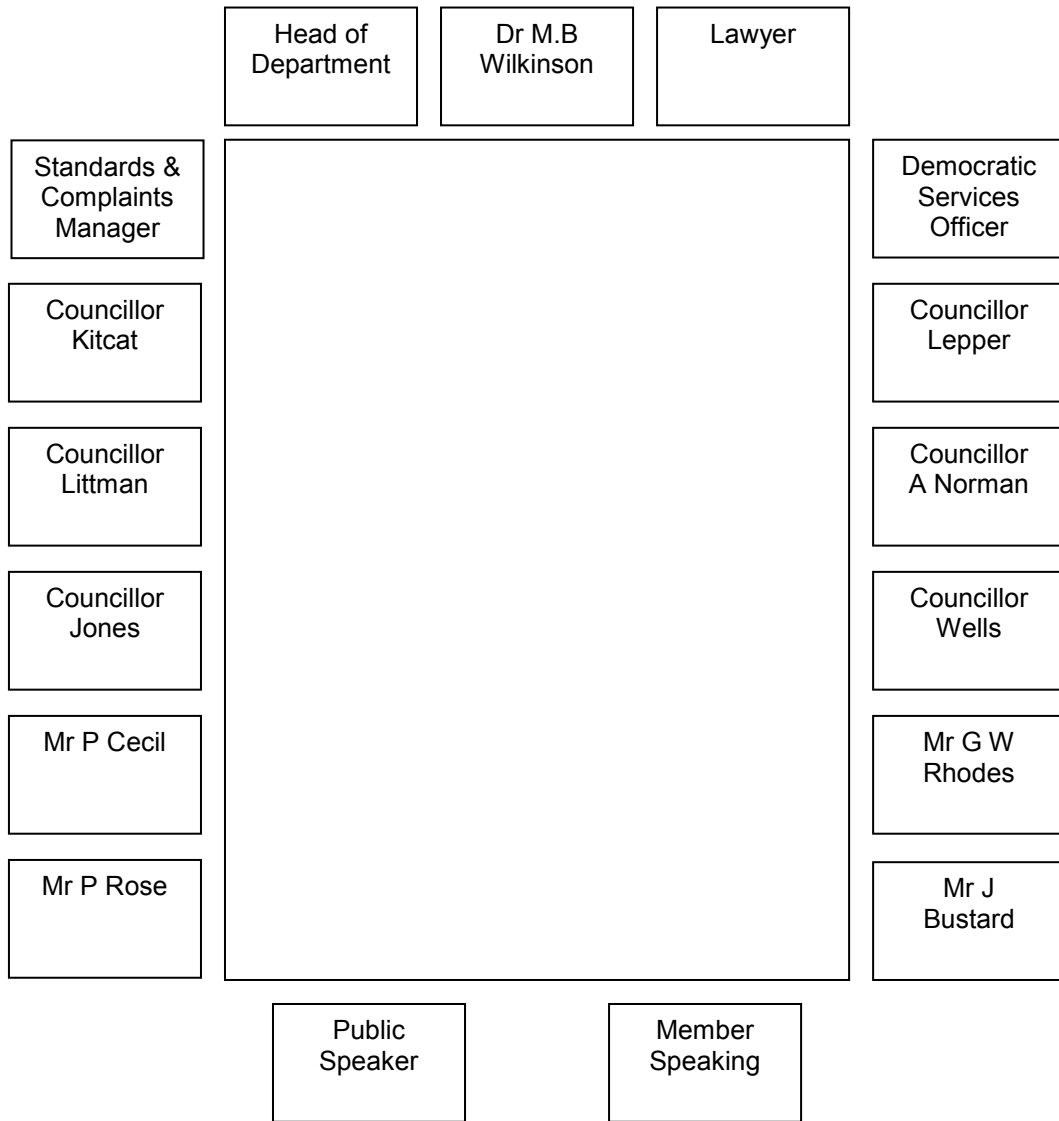 Head of
Department
Dr M.B
Wilkinson
Lawyer
Standards &
Complaints
Manager
Democratic
Services
Officer
Councillor
Kitcat
Councillor
Lepper
Councillor
Littman
Councillor
A Norman
Councillor
Jones
Councillor
Wells
Mr P Cecil
Mr G W
Rhodes
Mr P Rose
Mr J
Bustard
Public
Speaker
Member
Speaking